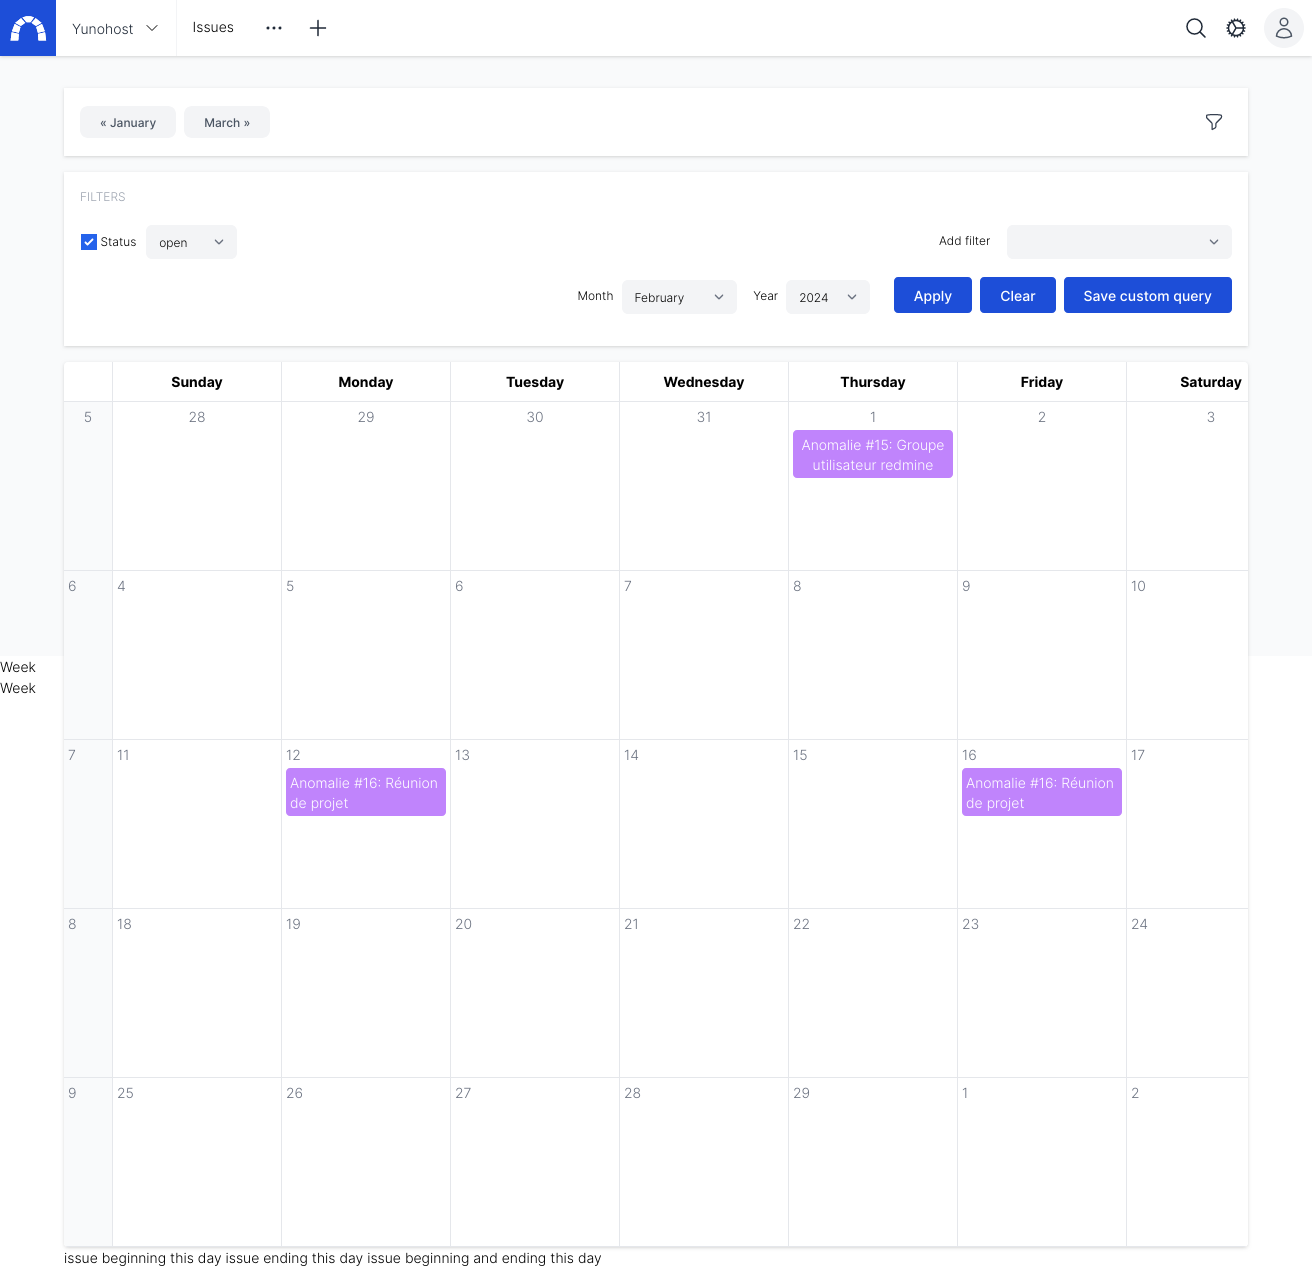 Yunohost Issues
« January March »
FILTERS
Status open Add filter
Month February Year 2024 Apply Clear Save custom query
Sunday Monday Tuesday Wednesday Thursday Friday Saturday
5 28 29 30 31 1 2 3
Anomalie #15: Groupe
utilisateur redmine
6 4 5 6 7 8 9 10
Week
Week
7 11 12 13 14 15 16 17
Anomalie #16: Réunion Anomalie #16: Réunion
de projet de projet
8 18 19 20 21 22 23 24
9 25 26 27 28 29 1 2
issue beginning this day issue ending this day issue beginning and ending this day